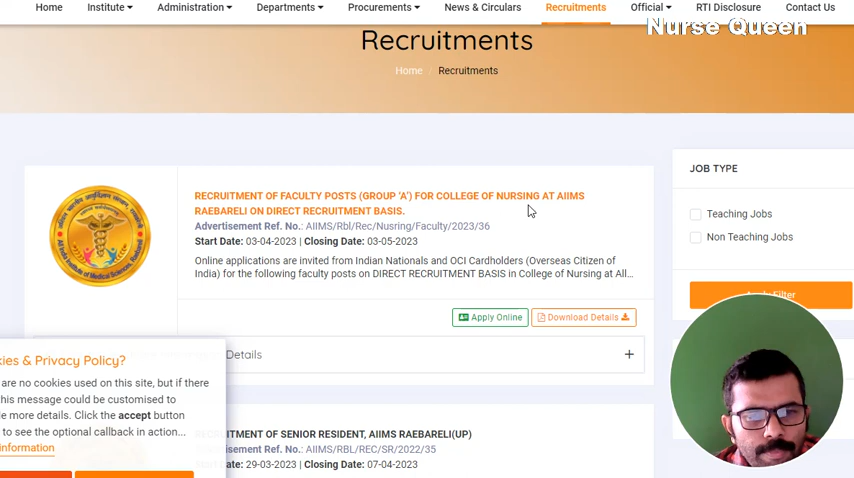 Home Institute Administration Departments Procurements News & Circulars Recruitments Official RTI Disclosure Contact Us
Nurse Queen
Recruitments
Home / Recruitments
RECRUITMENT OF FACULTY POSTS (GROUP ‘A’) FOR COLLEGE OF NURSING AT AIIMS
RAEBARELI ON DIRECT RECRUITMENT BASIS.
Advertisement Ref. No.: AIIMS/Rbl/Rec/Nusring/Faculty/2023/36
Start Date: 03-04-2023 | Closing Date: 03-05-2023
Online applications are invited from Indian Nationals and OCI Cardholders (Overseas Citizen of
India) for the following faculty posts on DIRECT RECRUITMENT BASIS in College of Nursing at All...
Apply Online Download Details
Details +
JOB TYPE
Teaching Jobs
Non Teaching Jobs
Apply Filter
kies & Privacy Policy?
are no cookies used on this site, but if there
this message could be customised to
le more details. Click the accept button
to see the optional callback in action...
information
ITMENT OF SENIOR RESIDENT, AIIMS RAEBARELI(UP)
Ref. No.: AIIMS/RBL/REC/SR/2022/35
Date: 29-03-2023 | Closing Date: 07-04-2023